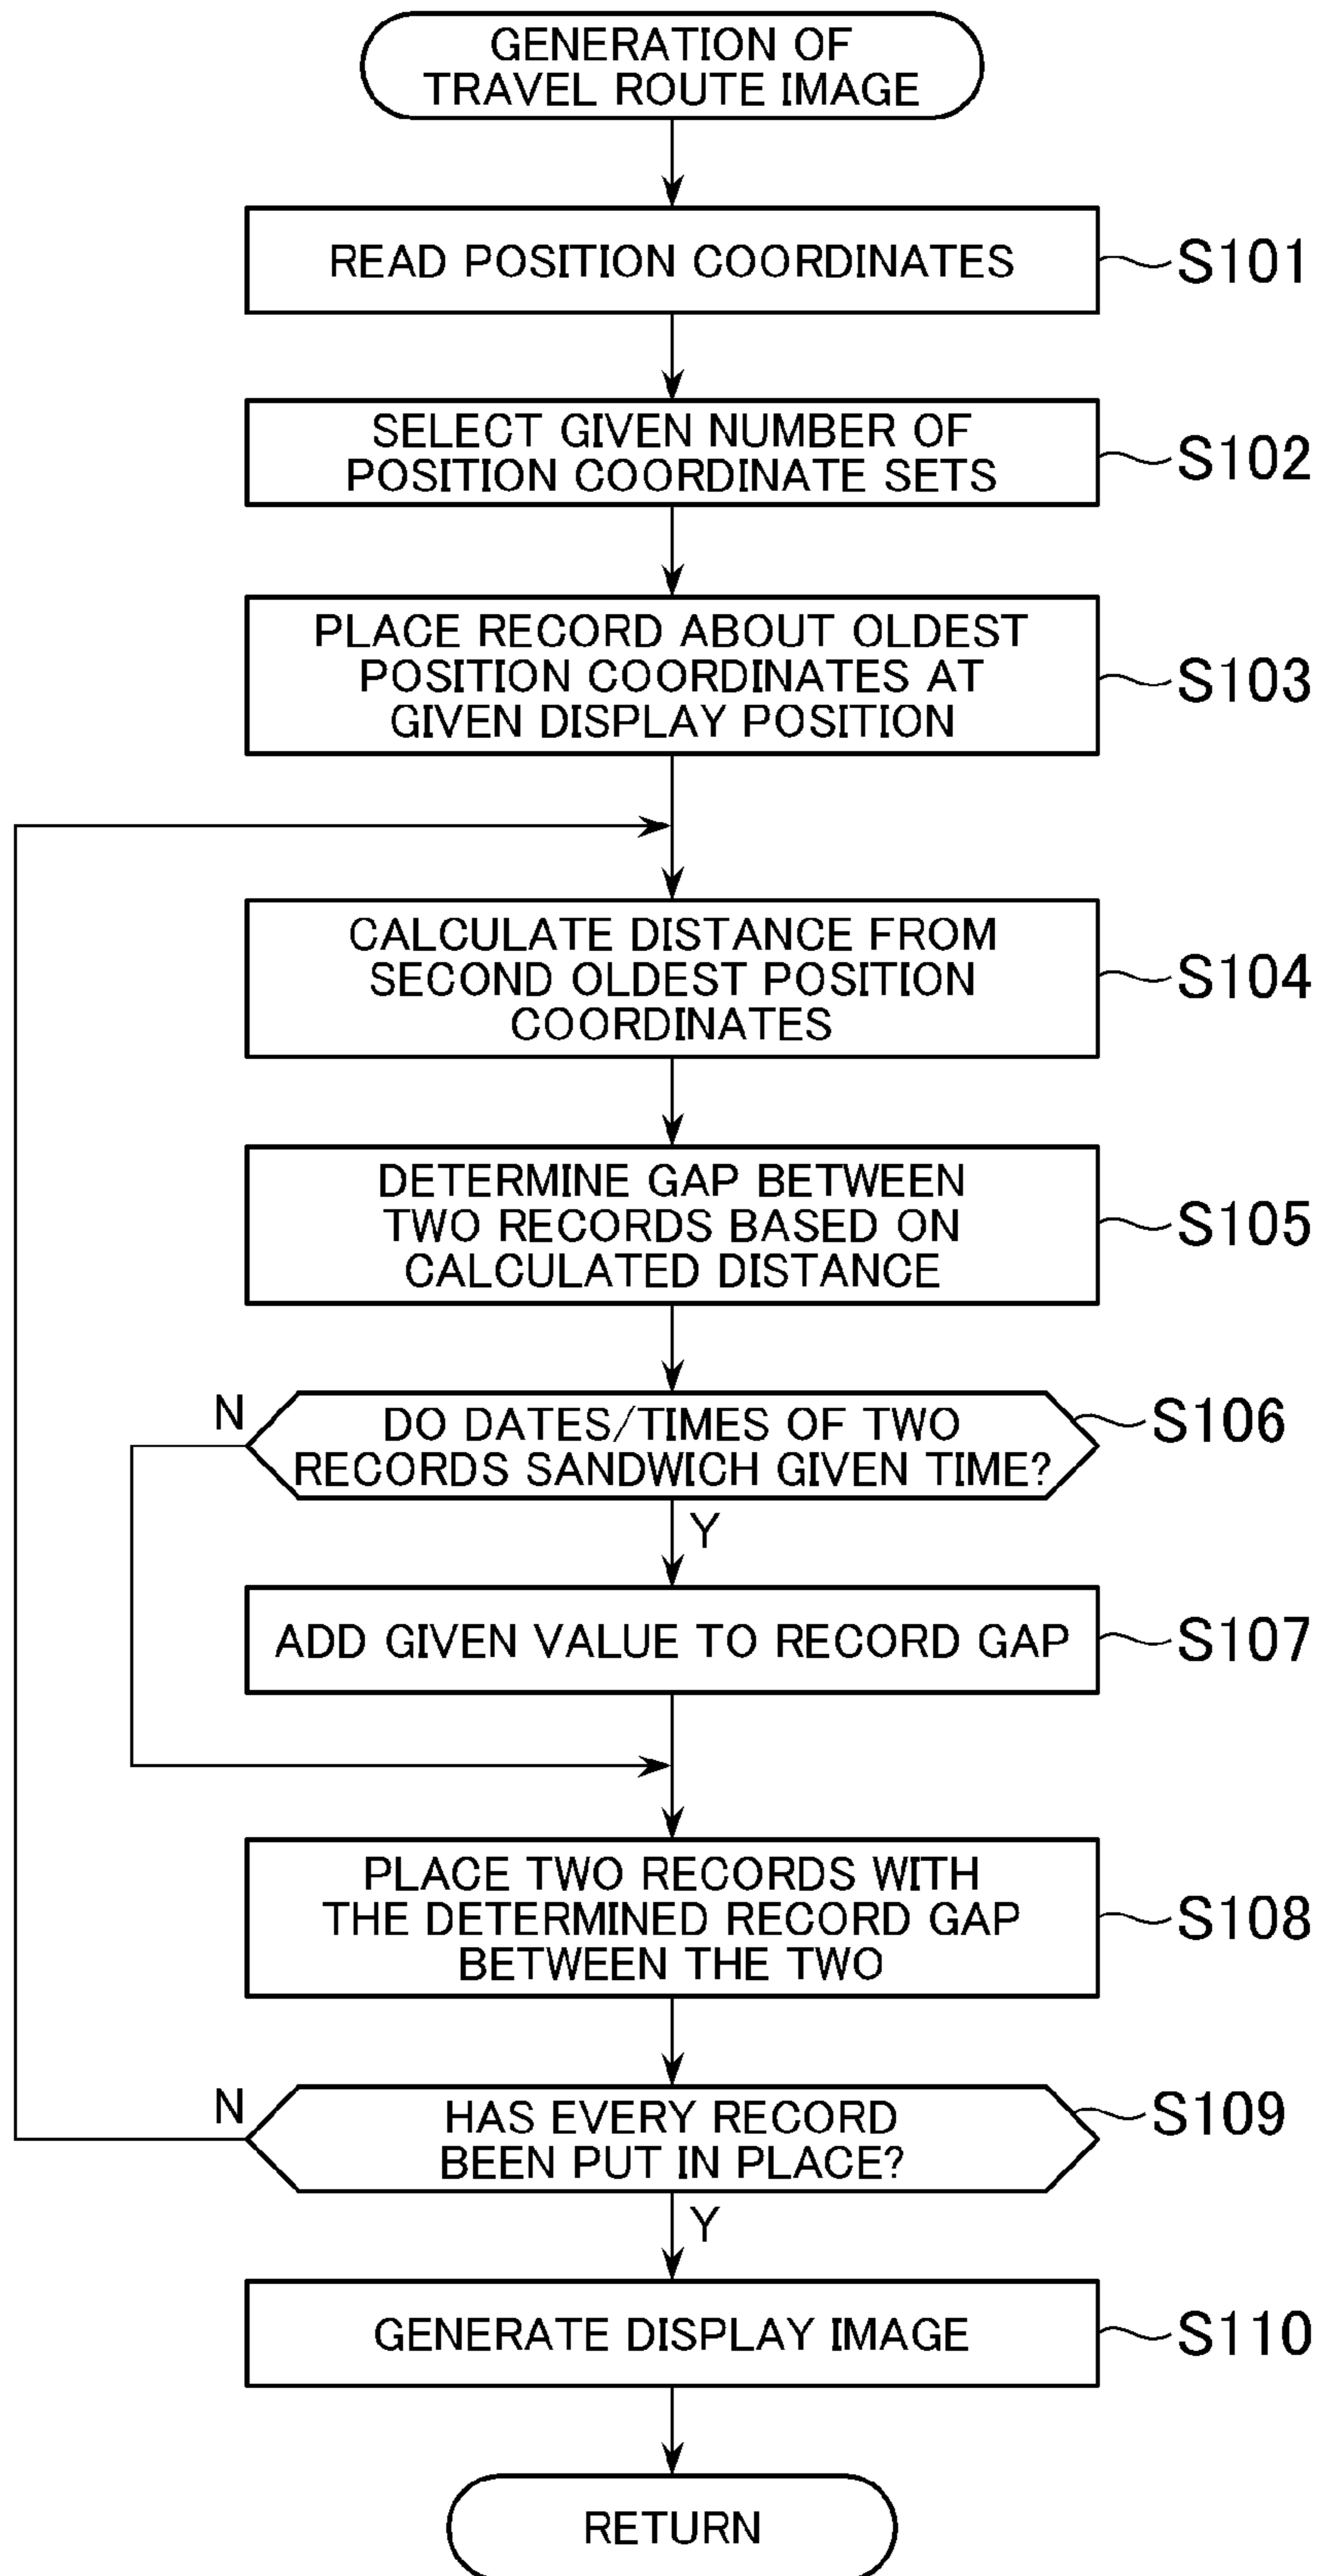 GENERATION OF
TRAVEL ROUTE IMAGE
READ POSITION COORDINATES
S101
SELECT GIVEN NUMBER OF
POSITION COORDINATE SETS
S102
PLACE RECORD ABOUT OLDEST
POSITION COORDINATES AT
GIVEN DISPLAY POSITION
S103
CALCULATE DISTANCE FROM
SECOND OLDEST POSITION
COORDINATES
S104
DETERMINE GAP BETWEEN
TWO RECORDS BASED ON
CALCULATED DISTANCE
S105
N
DO DATES/TIMES OF TWO
RECORDS SANDWICH GIVEN TIME?
S106
Y
ADD GIVEN VALUE TO RECORD GAP
S107
PLACE TWO RECORDS WITH
THE DETERMINED RECORD GAP
BETWEEN THE TWO
S108
N
HAS EVERY RECORD
BEEN PUT IN PLACE?
S109
Y
GENERATE DISPLAY IMAGE
S110
RETURN